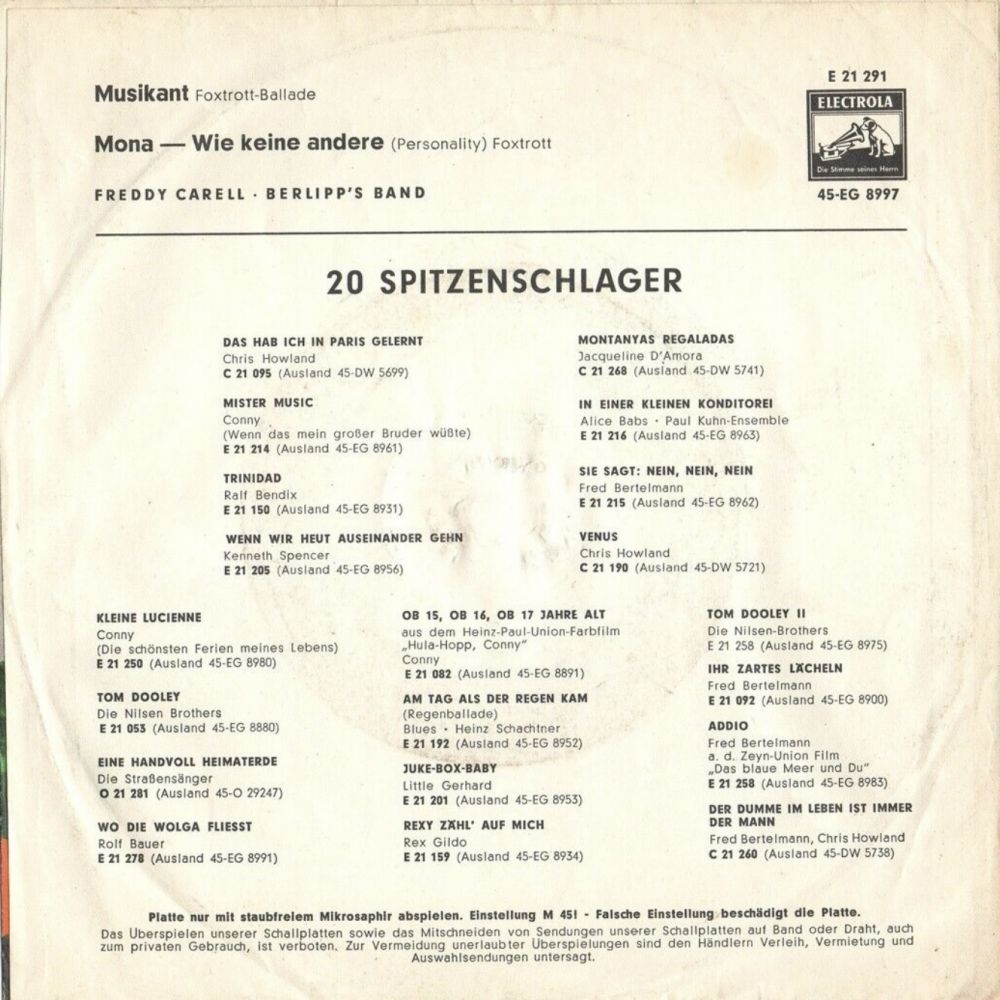 Musikant Foxtrott-Ballade
Mona — Wie keine andere (Personality) Foxtrott
FREDDY CARELL · BERLIPP'S BAND
E 21 291
ELECTROLA
Die Stimme seines Herrn
45-EG 8997
20 SPITZENSCHLAGER
DAS HAB ICH IN PARIS GELERNT
Chris Howland
C 21 095 (Ausland 45-DW 5699)
MISTER MUSIC
Conny
(Wenn das mein großer Bruder wüßte)
E 21 214 (Ausland 45-EG 8961)
TRINIDAD
Ralf Bendix
E 21 150 (Ausland 45-EG 8931)
WENN WIR HEUT AUSEINANDER GEHN
Kenneth Spencer
E 21 205 (Ausland 45-EG 8956)
MONTANYAS REGALADAS
Jacqueline D'Amora
C 21 268 (Ausland 45-DW 5741)
IN EINER KLEINEN KONDITOREI
Alice Babs · Paul Kuhn-Ensemble
E 21 216 (Ausland 45-EG 8963)
SIE SAGT: NEIN, NEIN, NEIN
Fred Bertelmann
E 21 215 (Ausland 45-EG 8962)
VENUS
Chris Howland
C 21 190 (Ausland 45-DW 5721)
KLEINE LUCIENNE
Conny
(Die schönsten Ferien meines Lebens)
E 21 250 (Ausland 45-EG 8980)
TOM DOOLEY
Die Nilsen Brothers
E 21 053 (Ausland 45-EG 8880)
EINE HANDVOLL HEIMATERDE
Die Straßensänger
O 21 281 (Ausland 45-O 29247)
WO DIE WOLGA FLIESST
Rolf Bauer
E 21 278 (Ausland 45-EG 8991)
OB 15, OB 16, OB 17 JAHRE ALT
aus dem Heinz-Paul-Union-Farbfilm
„Hula-Hopp, Conny"
Conny
E 21 082 (Ausland 45-EG 8891)
AM TAG ALS DER REGEN KAM
(Regenballade)
Blues · Heinz Schachtner
E 21 192 (Ausland 45-EG 8952)
JUKE-BOX-BABY
Little Gerhard
E 21 201 (Ausland 45-EG 8953)
REXY ZÄHL' AUF MICH
Rex Gildo
E 21 159 (Ausland 45-EG 8934)
TOM DOOLEY II
Die Nilsen-Brothers
E 21 258 (Ausland 45-EG 8975)
IHR ZARTES LÄCHELN
Fred Bertelmann
E 21 092 (Ausland 45-EG 8900)
ADDIO
Fred Bertelmann
a. d. Zeyn-Union Film
„Das blaue Meer und Du"
E 21 258 (Ausland 45-EG 8983)
DER DUMME IM LEBEN IST IMMER
DER MANN
Fred Bertelmann, Chris Howland
C 21 260 (Ausland 45-DW 5738)
Platte nur mit staubfreiem Mikrosaphir abspielen. Einstellung M 45! - Falsche Einstellung beschädigt die Platte.
Das Überspielen unserer Schallplatten sowie das Mitschneiden von Sendungen unserer Schallplatten auf Band oder Draht, auch
zum privaten Gebrauch, ist verboten. Zur Vermeidung unerlaubter Überspielungen sind den Händlern Verleih, Vermietung und
Auswahlsendungen untersagt.